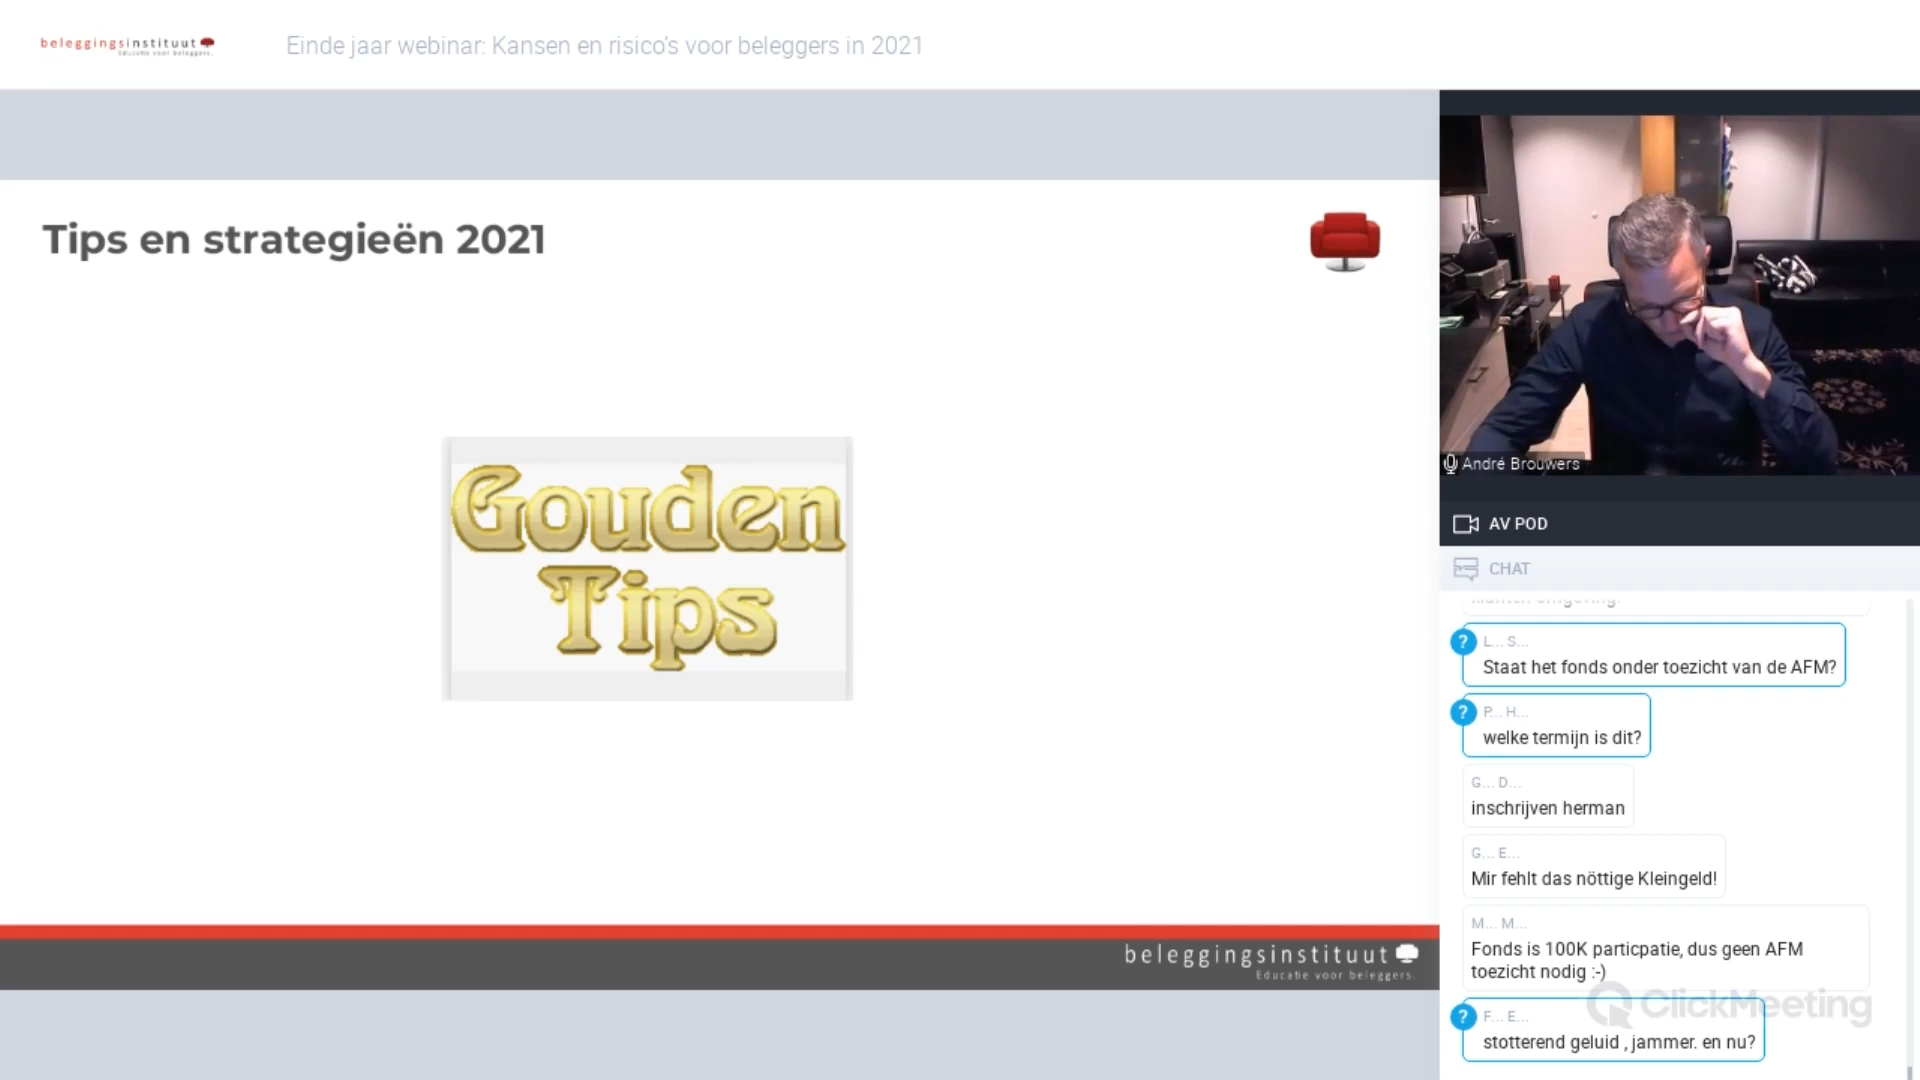 beleggingsinstituut
Educatie voor beleggers.
Einde jaar webinar: Kansen en risico's voor beleggers in 2021
Tips en strategieën 2021
Gouden
Tips
beleggingsinstituut
Educatie voor beleggers.
André Brouwers
AV POD
CHAT
L... S...
Staat het fonds onder toezicht van de AFM?
P... H...
welke termijn is dit?
G... D...
inschrijven herman
G... E...
Mir fehlt das nöttige Kleingeld!
M... M...
Fonds is 100K particpatie, dus geen AFM
toezicht nodig :-)
ClickMeeting
F... E...
stotterend geluid , jammer. en nu?